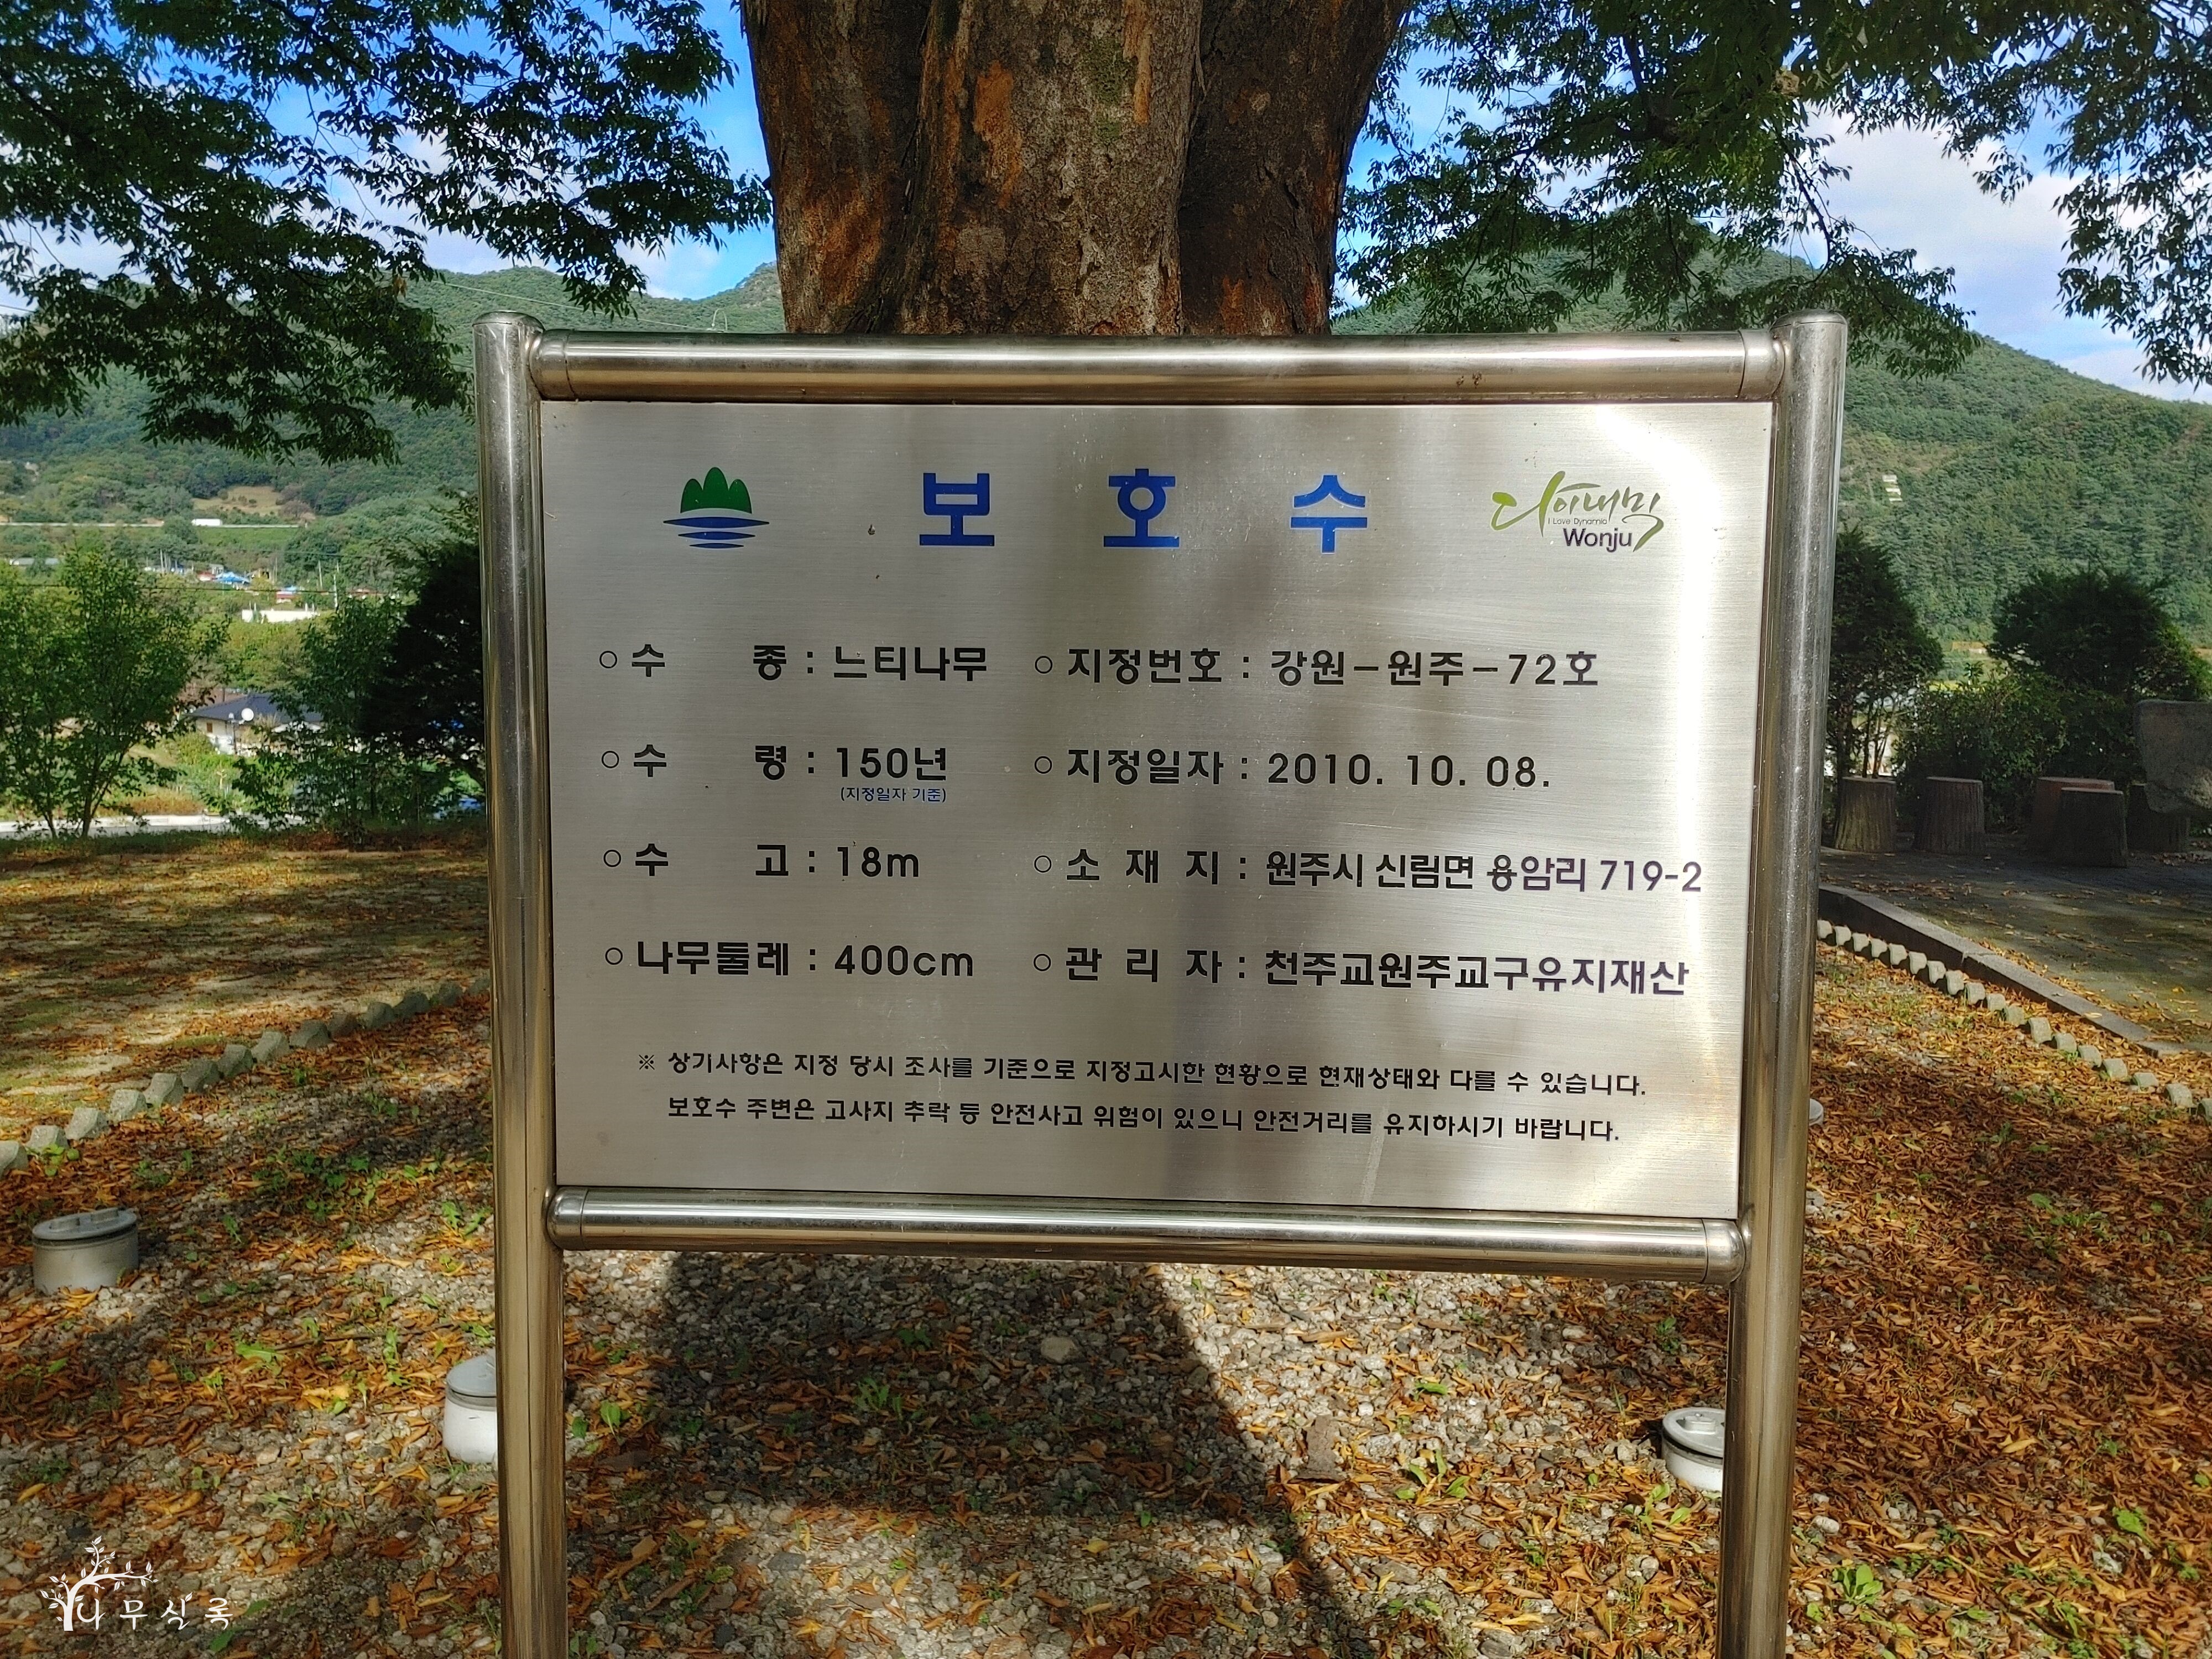 보 호 수
다이내믹
I Love Dynamic
Wonju
○ 수 종 : 느티나무 ○ 지정번호 : 강원-원주-72호
○ 수 령 : 150년 ○ 지정일자 : 2010. 10. 08.
(지정일자 기준)
○ 수 고 : 18m ○ 소 재 지 : 원주시 신림면 용암리 719-2
○ 나무둘레 : 400cm ○ 관 리 자 : 천주교원주교구유지재산
※ 상기사항은 지정 당시 조사를 기준으로 지정고시한 현황으로 현재상태와 다를 수 있습니다.
보호수 주변은 고사지 추락 등 안전사고 위험이 있으니 안전거리를 유지하시기 바랍니다.
나무실록